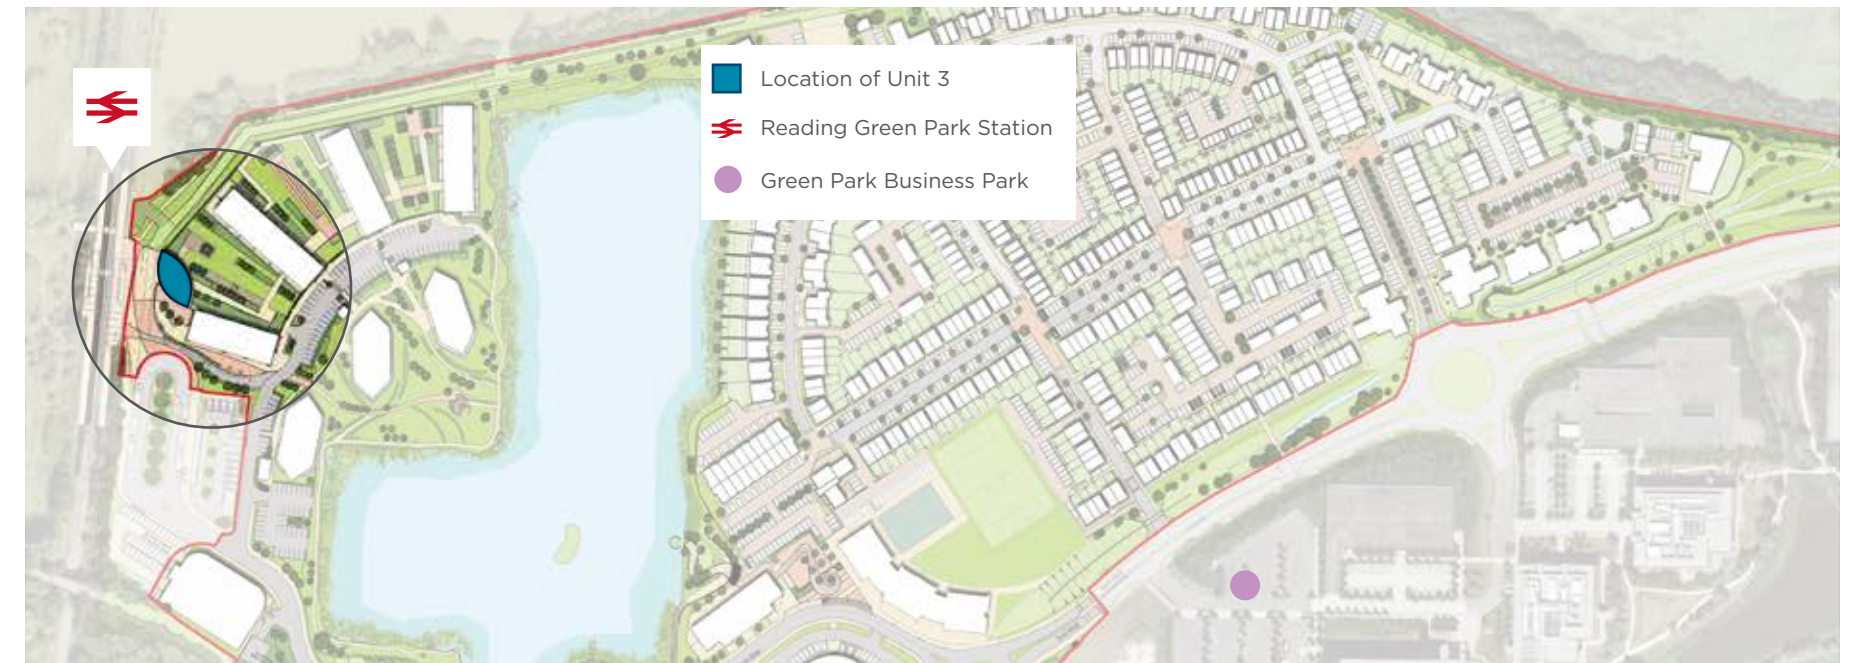 Location of Unit 3
Reading Green Park Station
Green Park Business Park